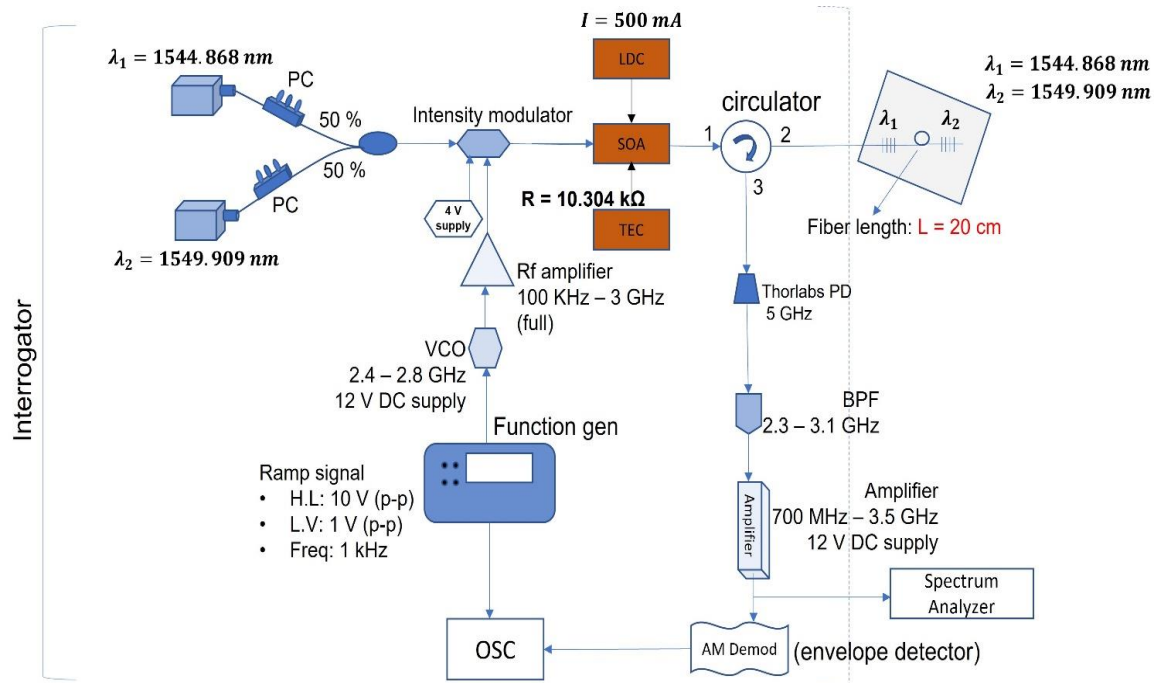 I = 500 mA
λ₁ = 1544.868 nm
PC
50 %
50 %
PC
λ₂ = 1549.909 nm
Intensity modulator
LDC
SOA
R = 10.304 kΩ
TEC
4 V
supply
circulator
1
2
3
λ₁ = 1544.868 nm
λ₂ = 1549.909 nm
λ₁
λ₂
Fiber length: L = 20 cm
Rf amplifier
100 KHz – 3 GHz
(full)
Thorlabs PD
5 GHz
VCO
2.4 – 2.8 GHz
12 V DC supply
BPF
2.3 – 3.1 GHz
Interrogator
Function gen
Ramp signal
• H.L: 10 V (p-p)
• L.V: 1 V (p-p)
• Freq: 1 kHz
Amplifier
Amplifier
700 MHz – 3.5 GHz
12 V DC supply
Spectrum
Analyzer
OSC
AM Demod
(envelope detector)